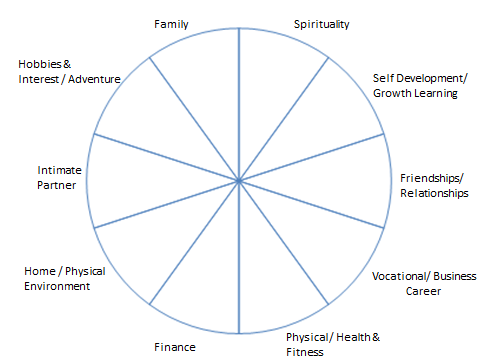 Family
Spirituality
Hobbies &
Interest / Adventure
Self Development/
Growth Learning
Intimate
Partner
Friendships/
Relationships
Home / Physical
Environment
Vocational/ Business
Career
Finance
Physical / Health &
Fitness